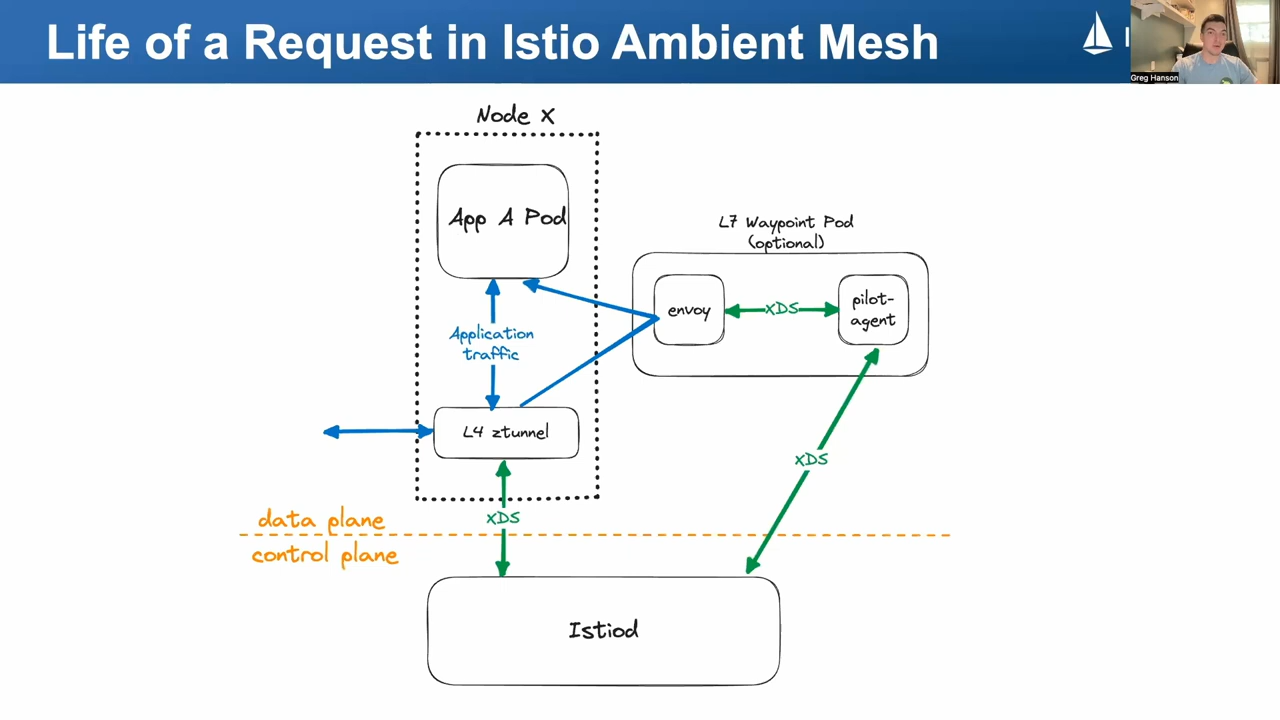 Life of a Request in Istio Ambient Mesh
Greg Hanson
Node X
App A Pod
L7 Waypoint Pod
(optional)
envoy
XDS
pilot-
agent
Application
traffic
L4 ztunnel
XDS
XDS
data plane
control plane
Istiod